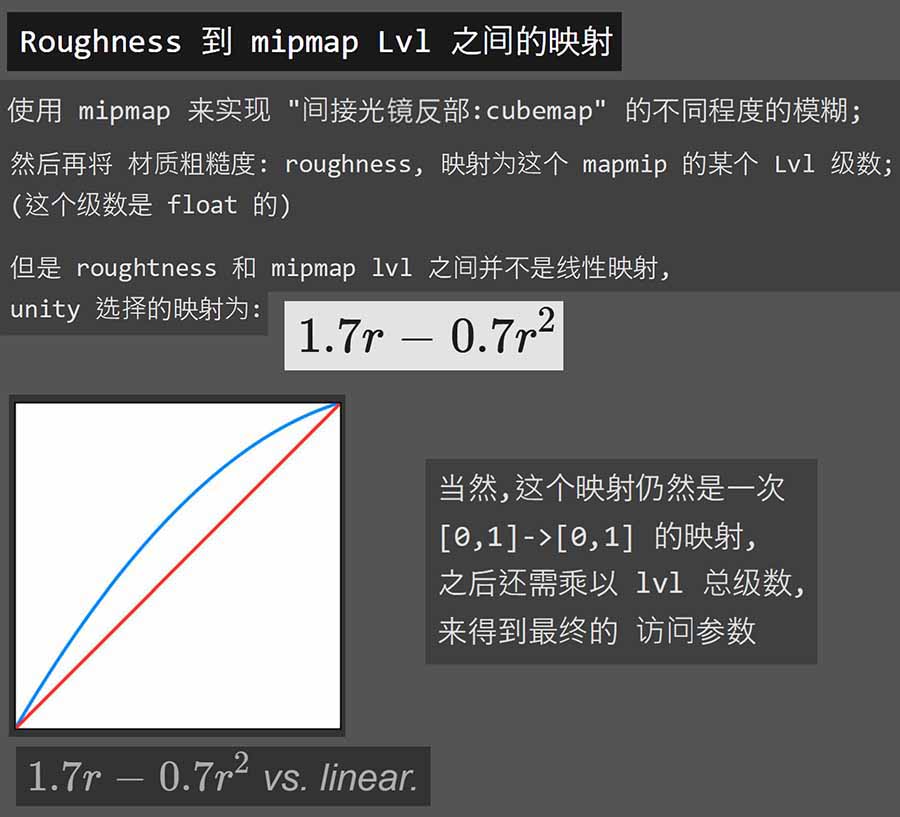 Roughness 到 mipmap Lvl 之间的映射
使用 mipmap 来实现 "间接光镜反部:cubemap" 的不同程度的模糊;
然后再将 材质粗糙度: roughness, 映射为这个 mapmip 的某个 Lvl 级数;
(这个级数是 float 的)
但是 roughtness 和 mipmap lvl 之间并不是线性映射,
unity 选择的映射为:
1.7r − 0.7r²
当然,这个映射仍然是一次
[0,1]->[0,1] 的映射,
之后还需乘以 lvl 总级数,
来得到最终的 访问参数
1.7r − 0.7r² vs. linear.